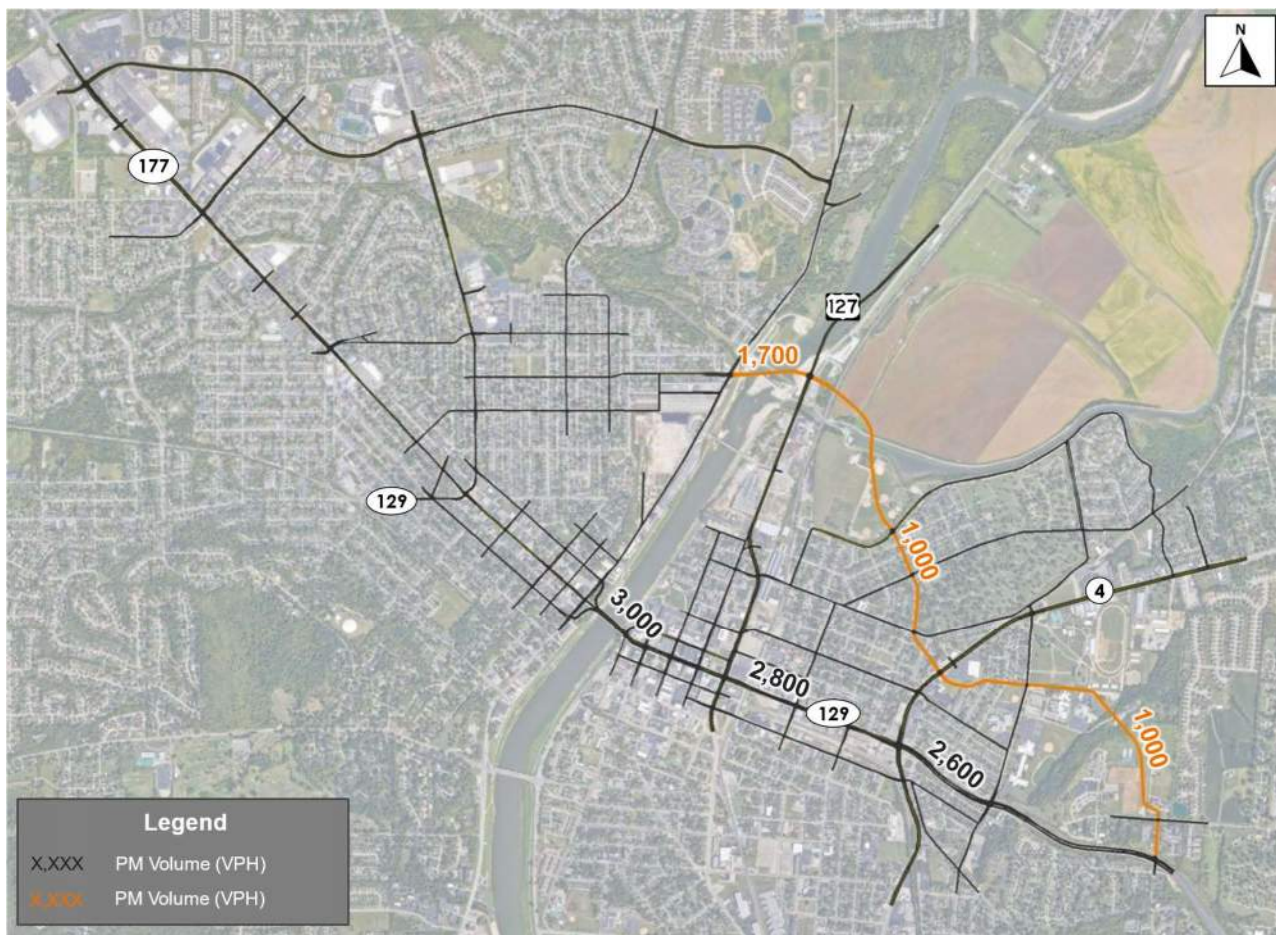 N
177
127
1,700
129
1,000
4
3,000
2,800
129
2,600
1,000
Legend
X,XXX PM Volume (VPH)
X,XXX PM Volume (VPH)